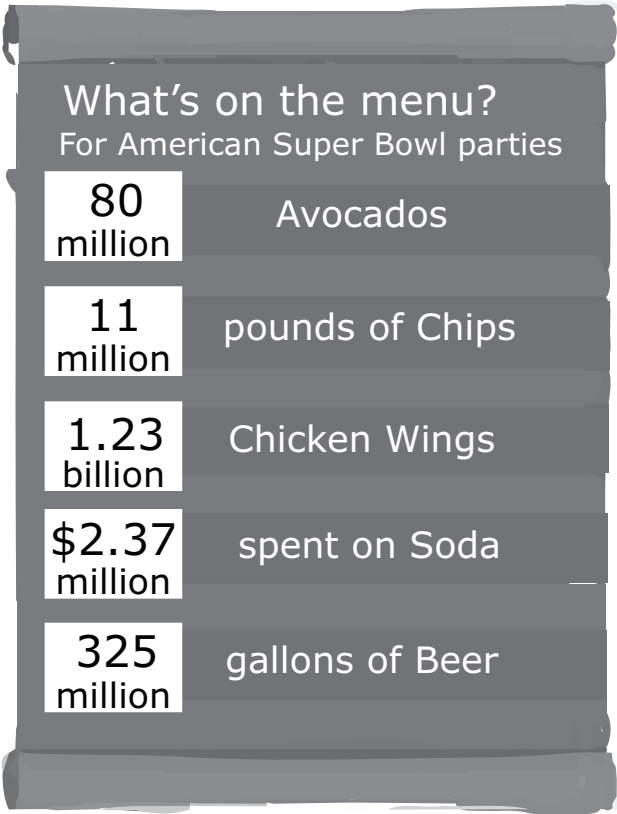 What's on the menu?
For American Super Bowl parties
80
million
Avocados
11
million
pounds of Chips
1.23
billion
Chicken Wings
$2.37
million
spent on Soda
325
million
gallons of Beer